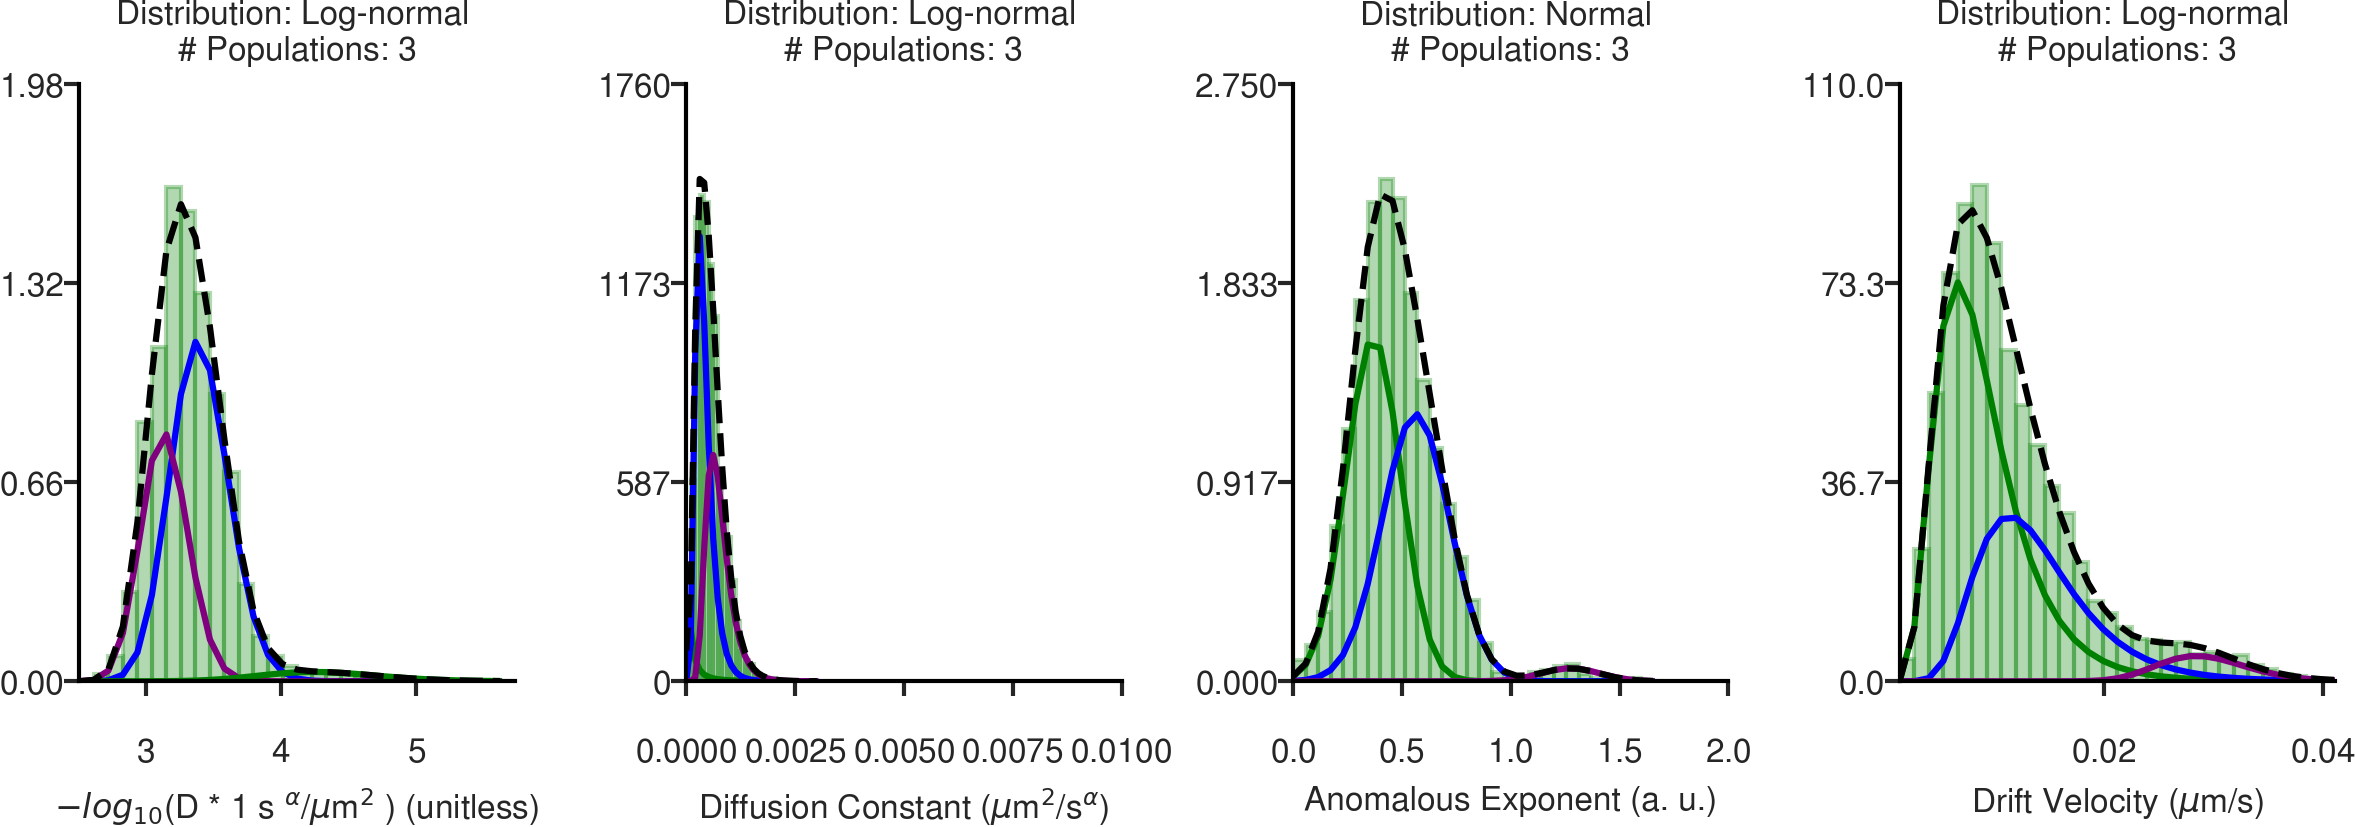 Distribution: Log-normal
# Populations: 3
1.98
1.32
0.66
0.00
3 4 5
−log₁₀(D * 1 s ᵅ/μm² ) (unitless)
Distribution: Log-normal
# Populations: 3
1760
1173
587
0
0.0000 0.0025 0.0050 0.0075 0.0100
Diffusion Constant (μm²/sᵅ)
Distribution: Normal
# Populations: 3
2.750
1.833
0.917
0.000
0.0 0.5 1.0 1.5 2.0
Anomalous Exponent (a. u.)
Distribution: Log-normal
# Populations: 3
110.0
73.3
36.7
0.0
0.02 0.04
Drift Velocity (μm/s)